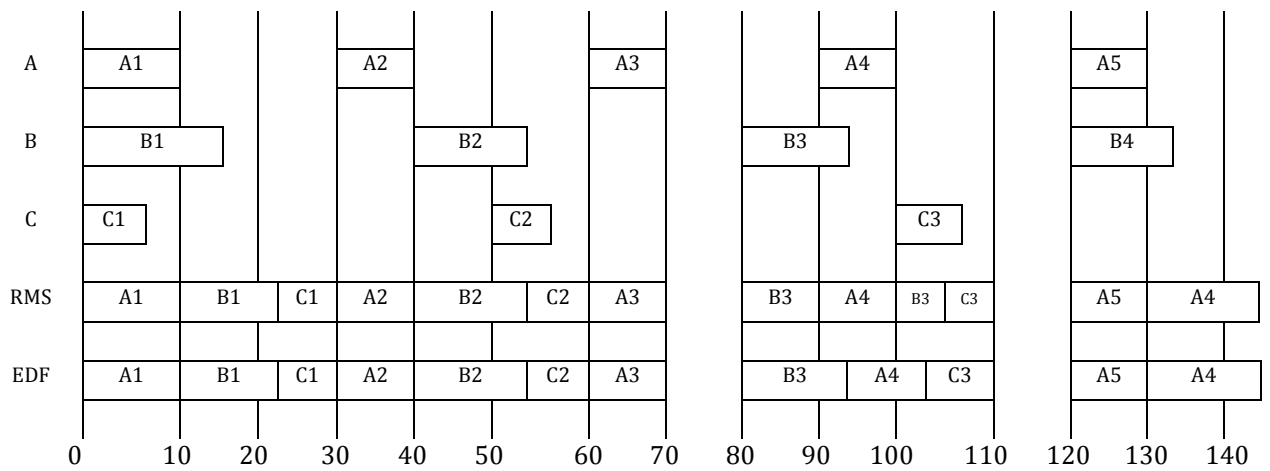 A A1 A2 A3 A4 A5
B B1 B2 B3 B4
C C1 C2 C3
RMS A1 B1 C1 A2 B2 C2 A3 B3 A4 B3 C3 A5 A4
EDF A1 B1 C1 A2 B2 C2 A3 B3 A4 C3 A5 A4
0 10 20 30 40 50 60 70 80 90 100 110 120 130 140